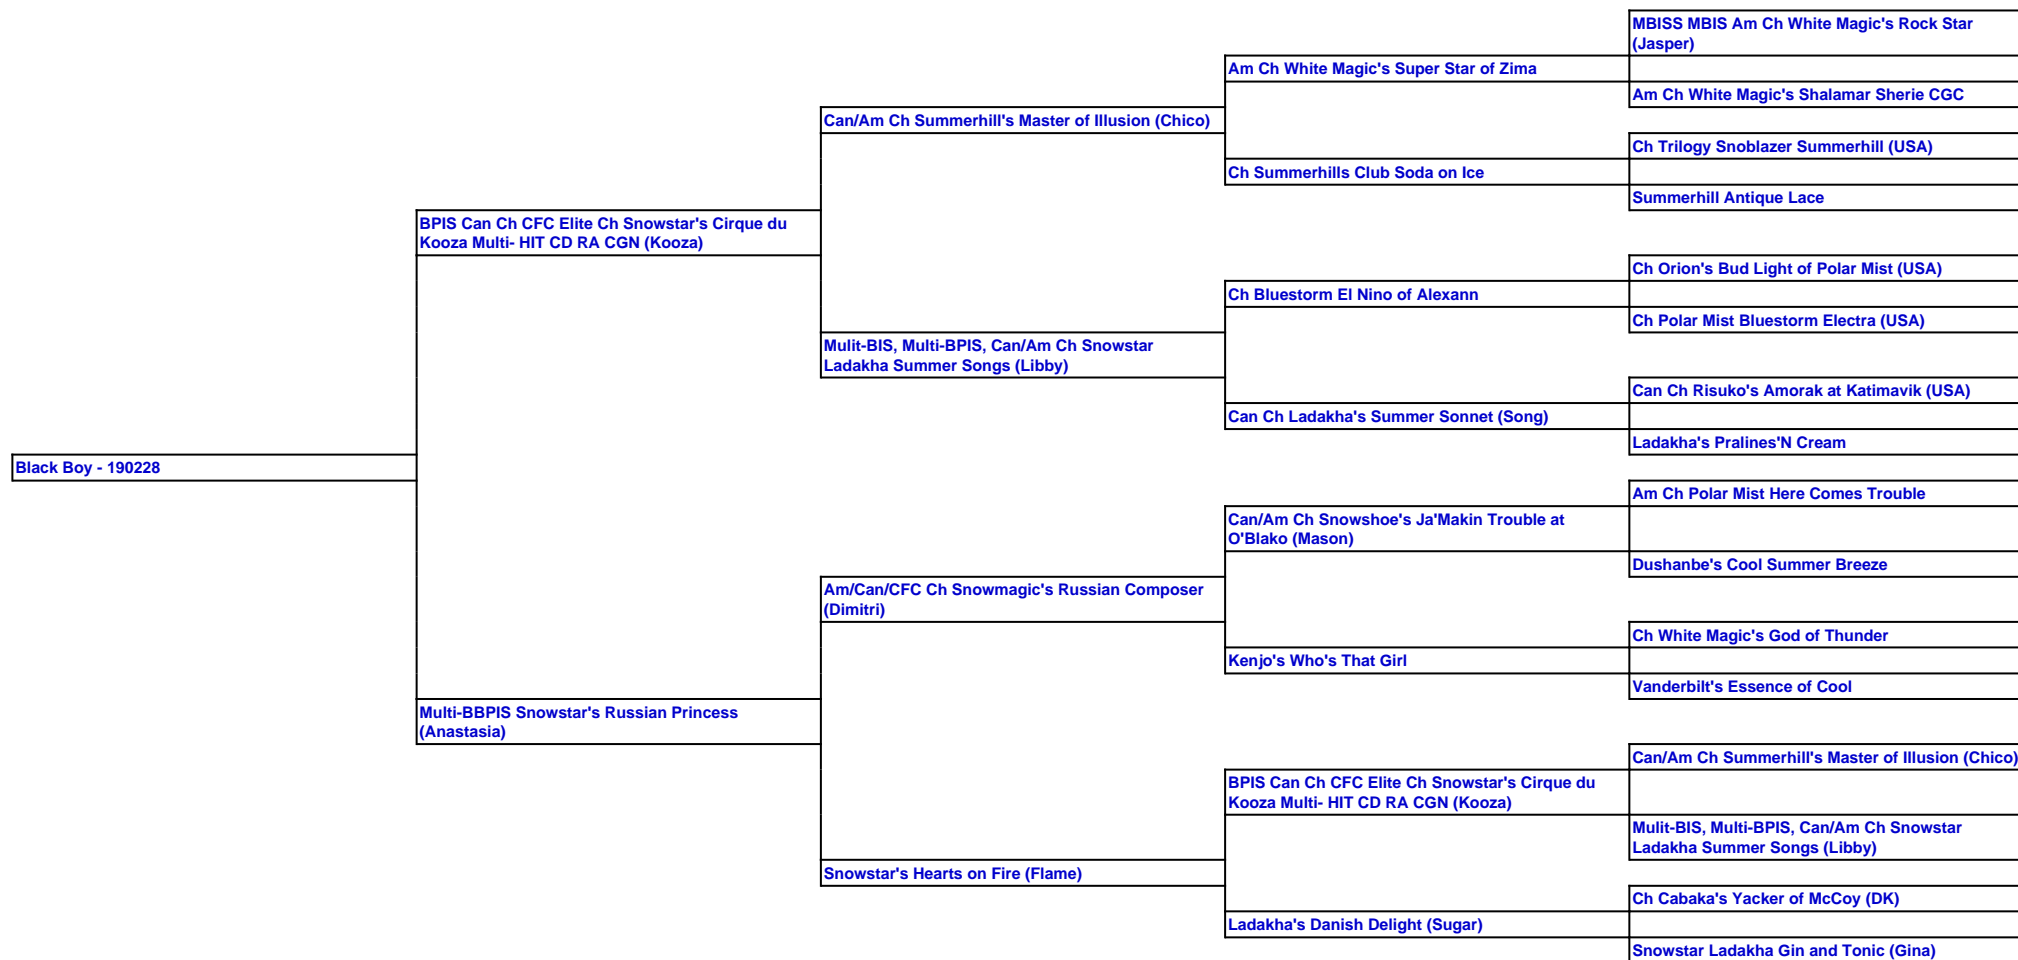 MBISS MBIS Am Ch White Magic's Rock Star
(Jasper)
Am Ch White Magic's Super Star of Zima
Am Ch White Magic's Shalamar Sherie CGC
Can/Am Ch Summerhill's Master of Illusion (Chico)
Ch Trilogy Snoblazer Summerhill (USA)
Ch Summerhills Club Soda on Ice
Summerhill Antique Lace
BPIS Can Ch CFC Elite Ch Snowstar's Cirque du
Kooza Multi- HIT CD RA CGN (Kooza)
Ch Orion's Bud Light of Polar Mist (USA)
Ch Bluestorm El Nino of Alexann
Ch Polar Mist Bluestorm Electra (USA)
Mulit-BIS, Multi-BPIS, Can/Am Ch Snowstar
Ladakha Summer Songs (Libby)
Can Ch Risuko's Amorak at Katimavik (USA)
Can Ch Ladakha's Summer Sonnet (Song)
Ladakha's Pralines'N Cream
Black Boy - 190228
Am Ch Polar Mist Here Comes Trouble
Can/Am Ch Snowshoe's Ja'Makin Trouble at
O'Blako (Mason)
Dushanbe's Cool Summer Breeze
Am/Can/CFC Ch Snowmagic's Russian Composer
(Dimitri)
Ch White Magic's God of Thunder
Kenjo's Who's That Girl
Vanderbilt's Essence of Cool
Multi-BBPIS Snowstar's Russian Princess
(Anastasia)
Can/Am Ch Summerhill's Master of Illusion (Chico)
BPIS Can Ch CFC Elite Ch Snowstar's Cirque du
Kooza Multi- HIT CD RA CGN (Kooza)
Mulit-BIS, Multi-BPIS, Can/Am Ch Snowstar
Ladakha Summer Songs (Libby)
Snowstar's Hearts on Fire (Flame)
Ch Cabaka's Yacker of McCoy (DK)
Ladakha's Danish Delight (Sugar)
Snowstar Ladakha Gin and Tonic (Gina)